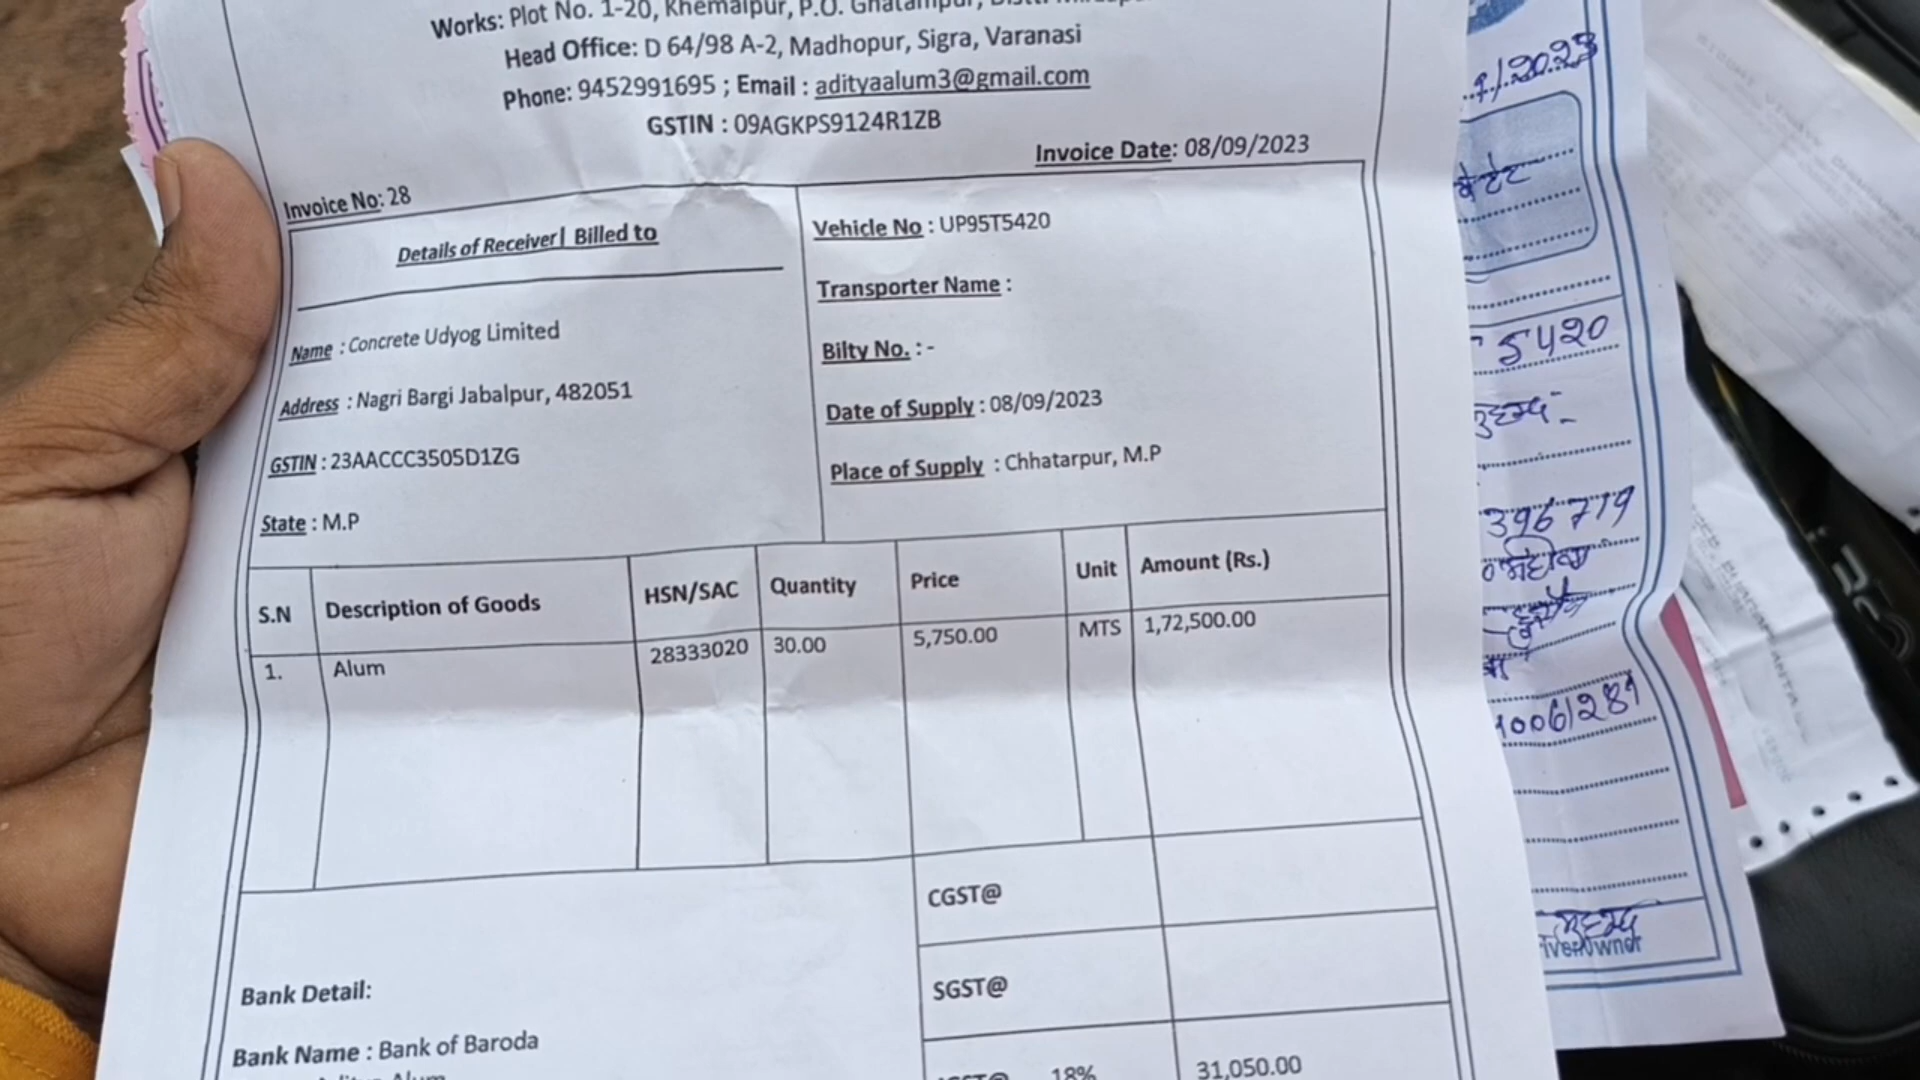 Works: Plot No. 1-20, Khemaipur, P.O. Ghatampur,
Head Office: D 64/98 A-2, Madhopur, Sigra, Varanasi
Phone: 9452991695 ; Email : adityaalum3@gmail.com
GSTIN : 09AGKPS9124R1ZB
Invoice Date: 08/09/2023
Invoice No: 28
Details of Receiver| Billed to
Name : Concrete Udyog Limited
Address : Nagri Bargi Jabalpur, 482051
GSTIN : 23AACCC3505D1ZG
State : M.P
Vehicle No : UP95T5420
Transporter Name :
Bilty No. : -
Date of Supply : 08/09/2023
Place of Supply : Chhatarpur, M.P
S.N Description of Goods HSN/SAC Quantity Price Unit Amount (Rs.)
1. Alum 28333020 30.00 5,750.00 MTS 1,72,500.00
CGST@
SGST@
18% 31,050.00
Bank Detail:
Bank Name : Bank of Baroda
2023
5420
396719
1006128